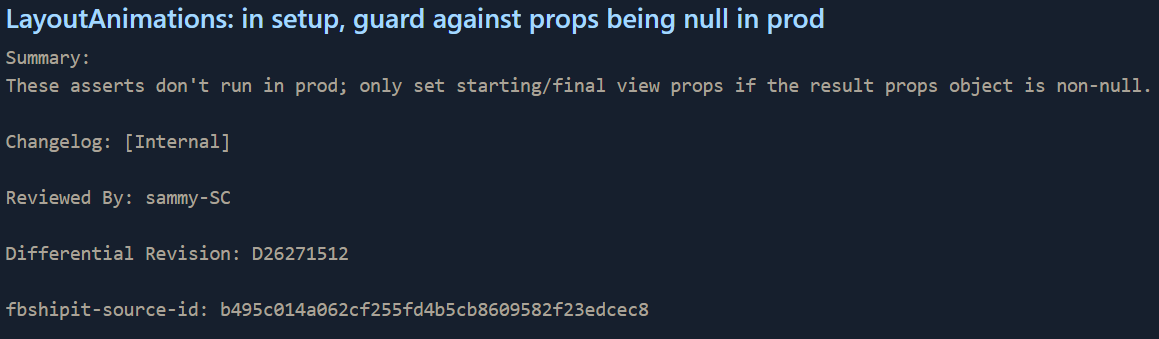 LayoutAnimations: in setup, guard against props being null in prod
Summary:
These asserts don't run in prod; only set starting/final view props if the result props object is non-null.
Changelog: [Internal]
Reviewed By: sammy-SC
Differential Revision: D26271512
fbshipit-source-id: b495c014a062cf255fd4b5cb8609582f23edcec8